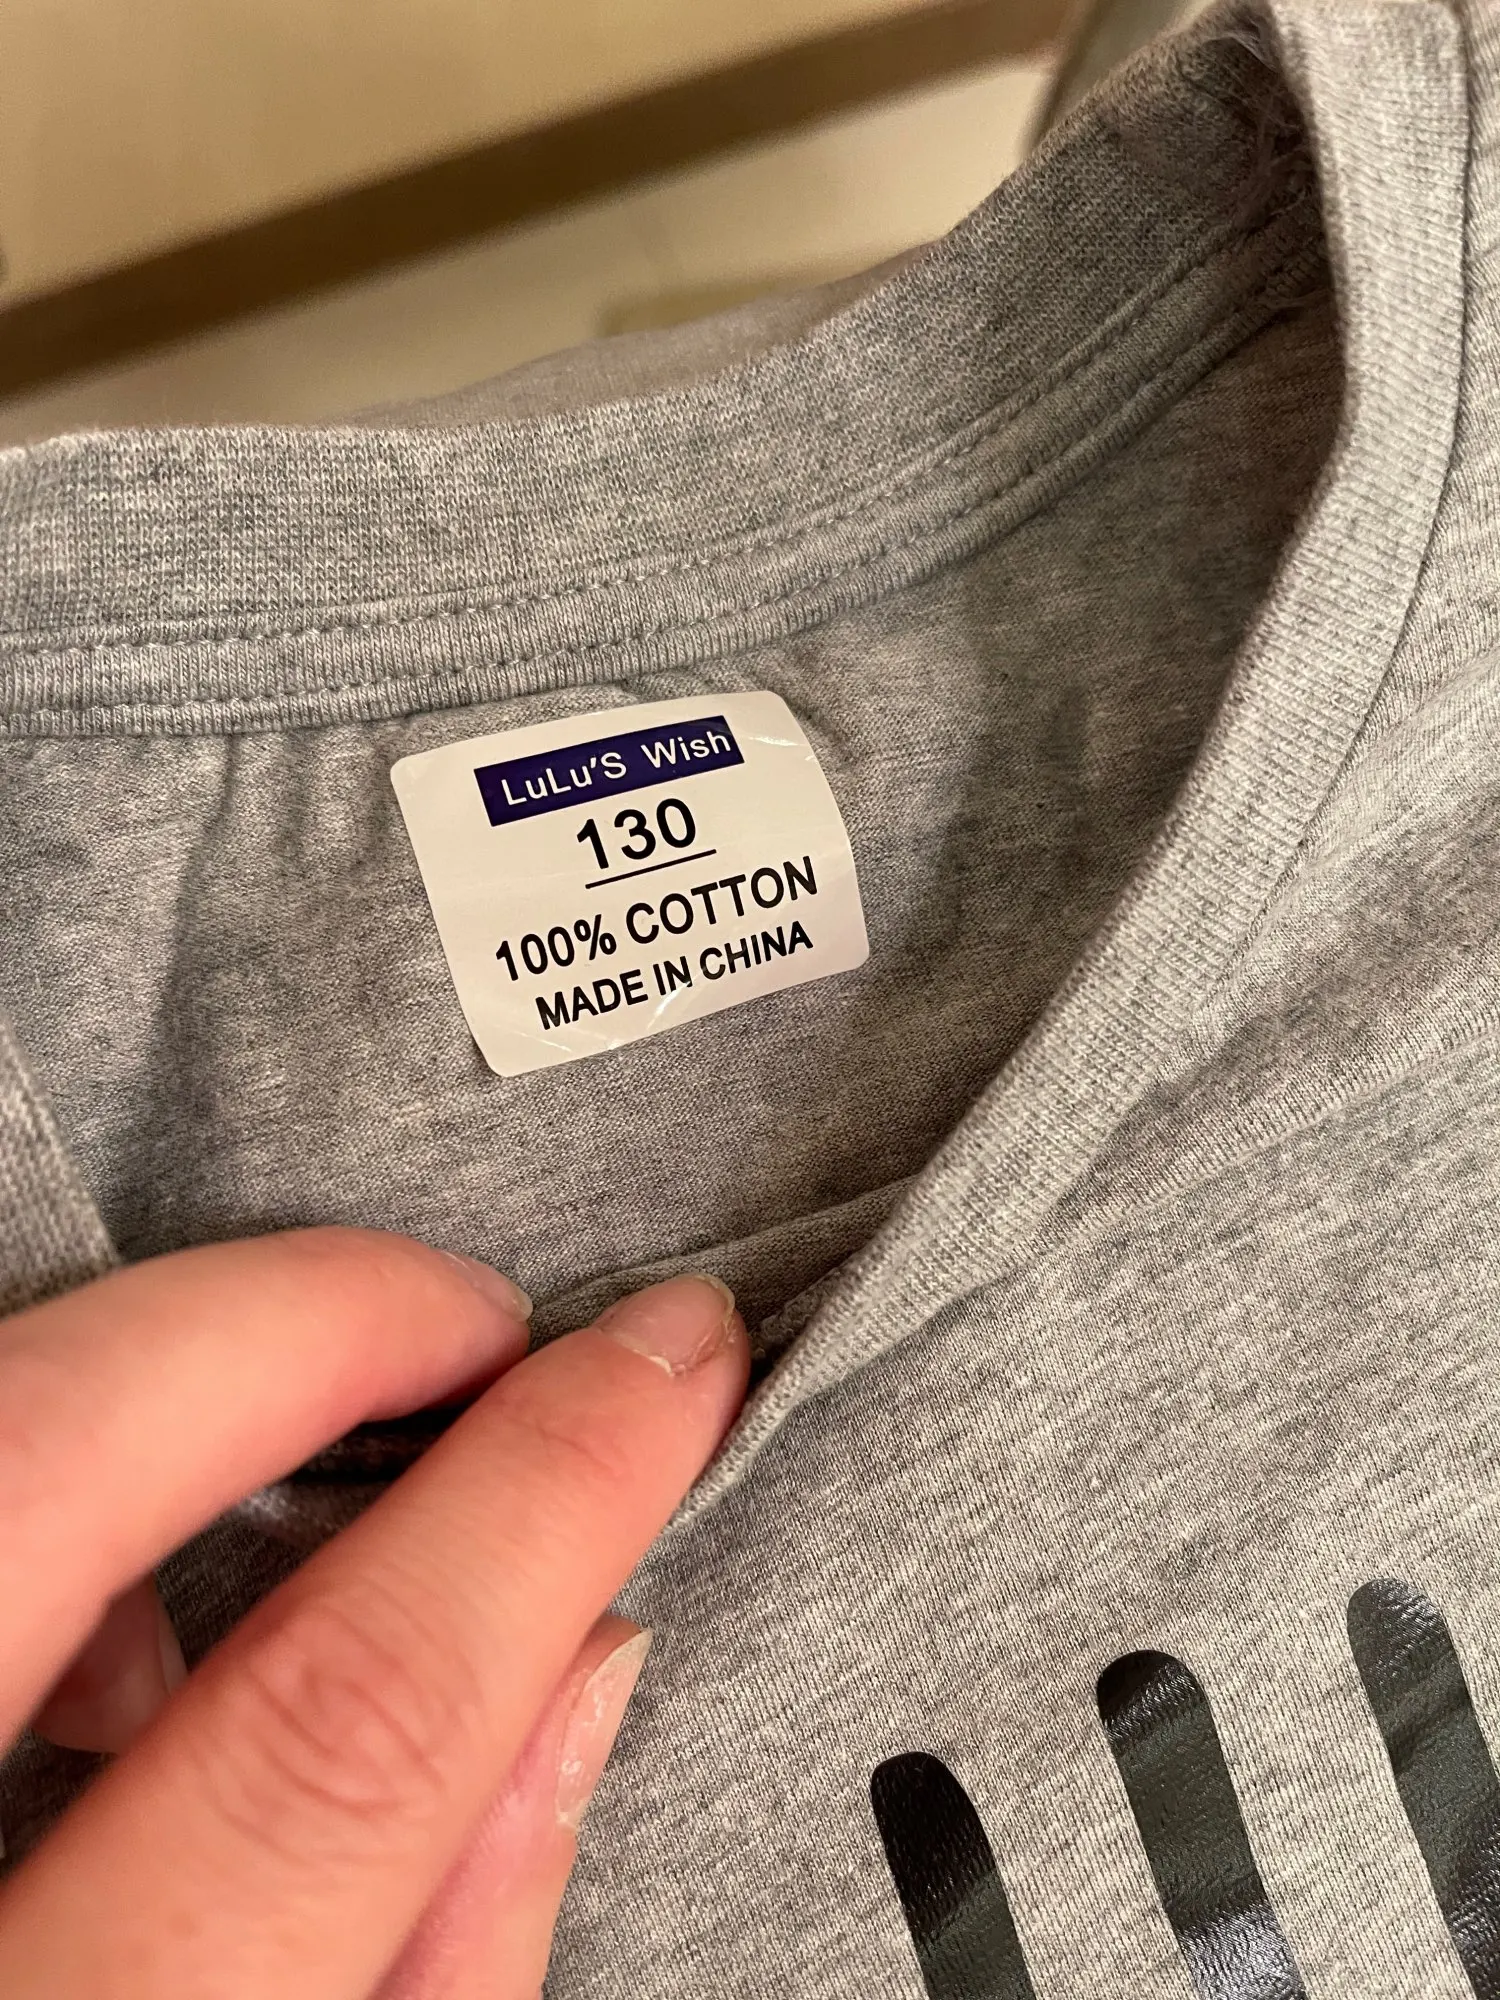 LuLu'S Wish
130
100% COTTON
MADE IN CHINA